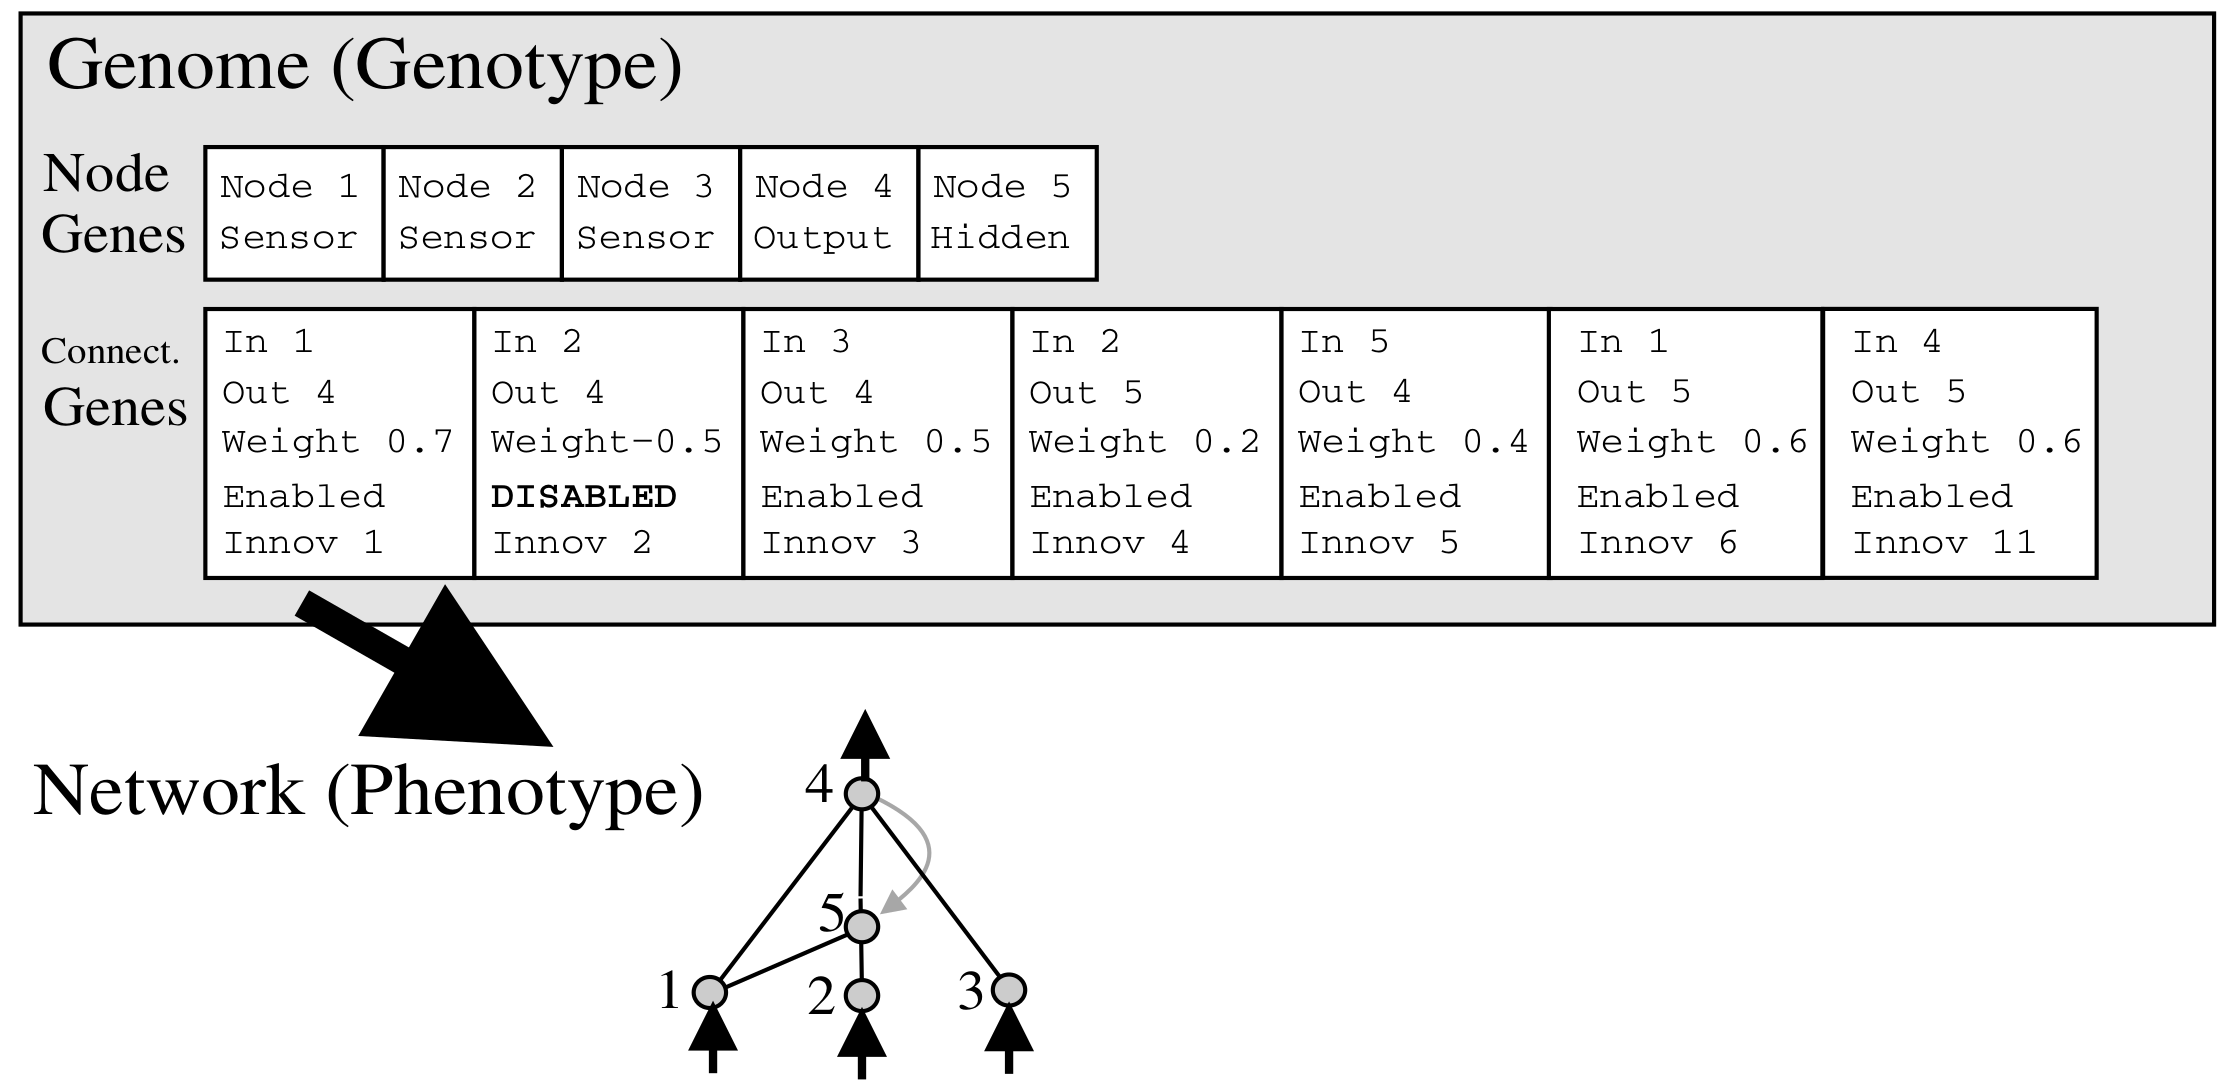 Genome (Genotype)
Node Genes
Node 1 Node 2 Node 3 Node 4 Node 5
Sensor Sensor Sensor Output Hidden
Connect. Genes
In 1 In 2 In 3 In 2 In 5 In 1 In 4
Out 4 Out 4 Out 4 Out 5 Out 4 Out 5 Out 5
Weight 0.7 Weight-0.5 Weight 0.5 Weight 0.2 Weight 0.4 Weight 0.6 Weight 0.6
Enabled DISABLED Enabled Enabled Enabled Enabled Enabled
Innov 1 Innov 2 Innov 3 Innov 4 Innov 5 Innov 6 Innov 11
Network (Phenotype)
4
5
1 2 3